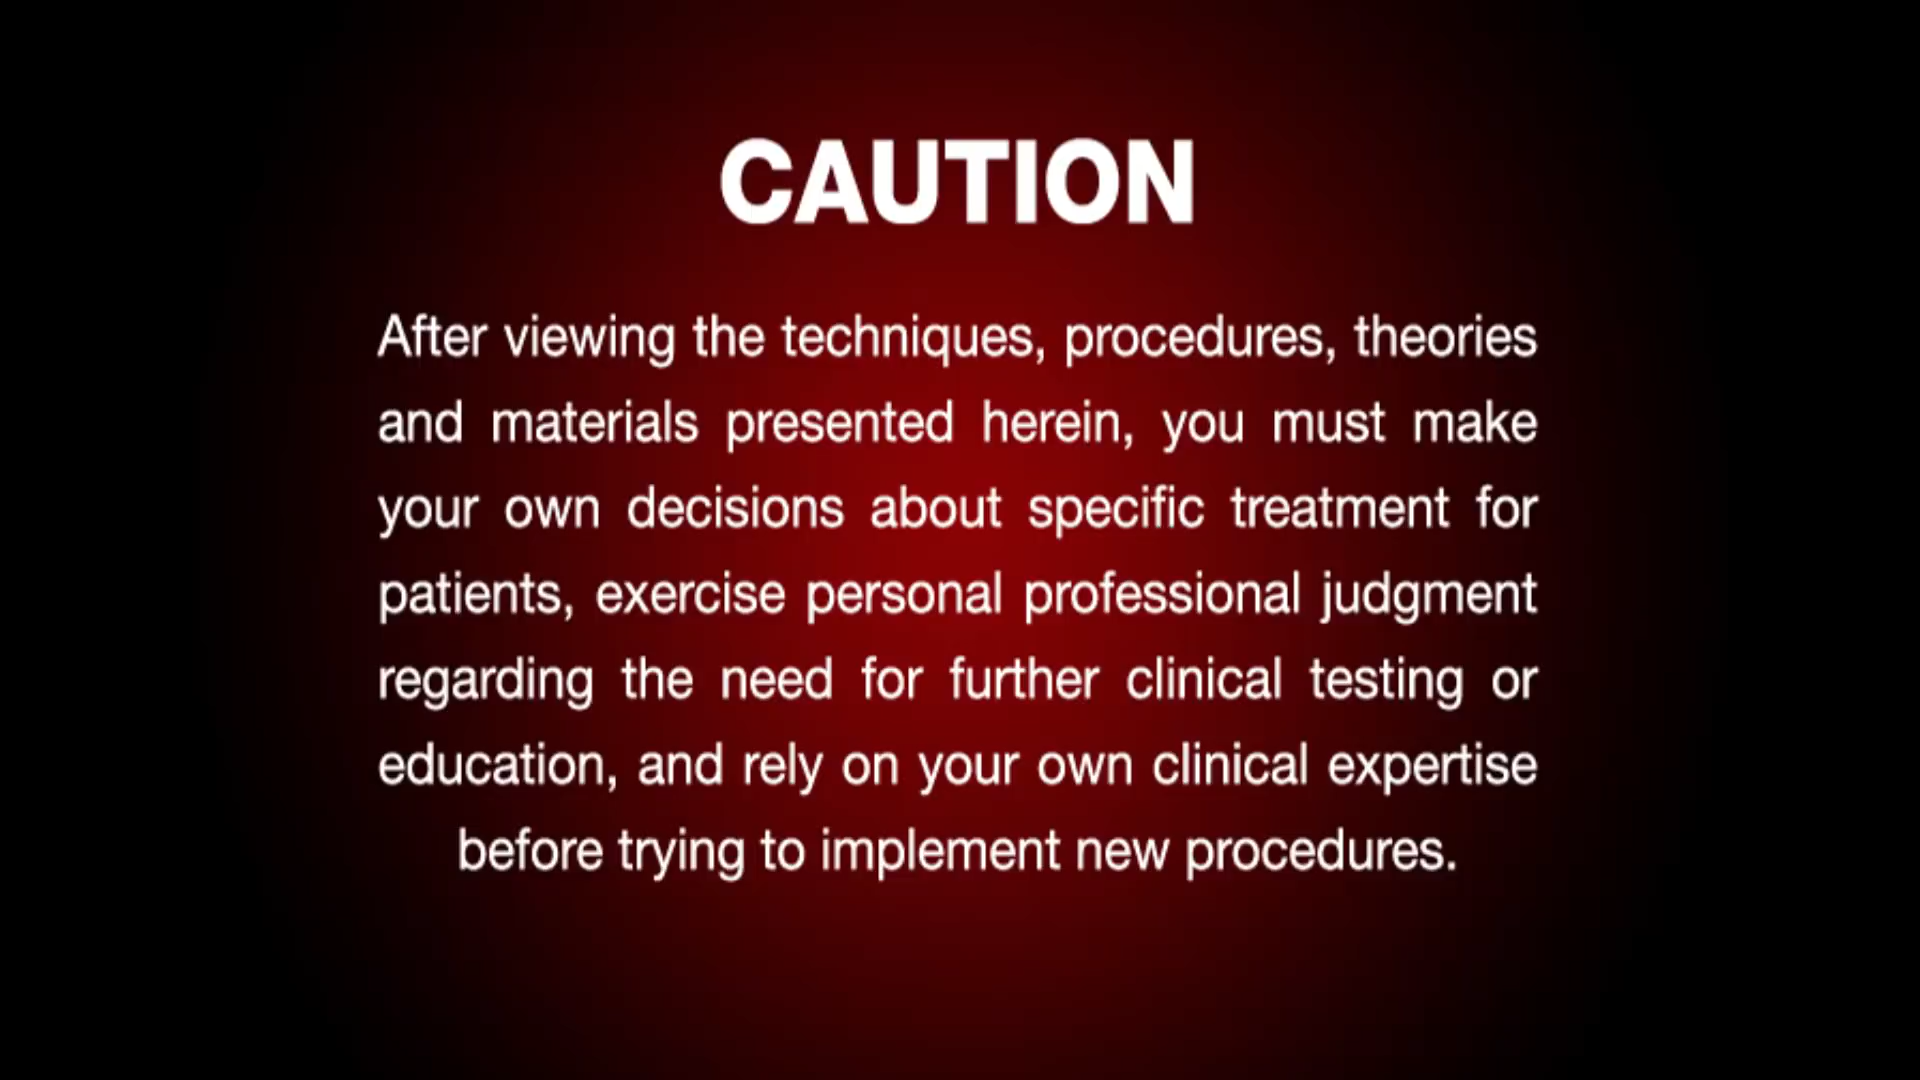 CAUTION
After viewing the techniques, procedures, theories
and materials presented herein, you must make
your own decisions about specific treatment for
patients, exercise personal professional judgment
regarding the need for further clinical testing or
education, and rely on your own clinical expertise
before trying to implement new procedures.